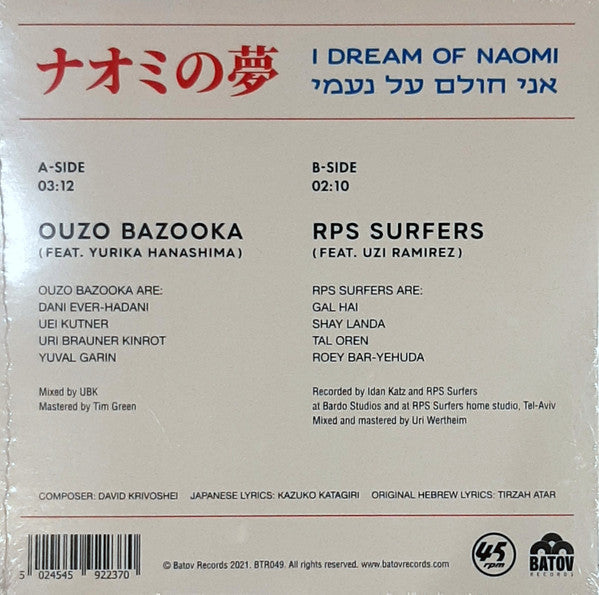 ナオミの夢
I DREAM OF NAOMI
אני חולם על נעמי
A-SIDE
03:12
OUZO BAZOOKA
(FEAT. YURIKA HANASHIMA)
OUZO BAZOOKA ARE:
DANI EVER-HADANI
UEI KUTNER
URI BRAUNER KINROT
YUVAL GARIN
Mixed by UBK
Mastered by Tim Green
B-SIDE
02:10
RPS SURFERS
(FEAT. UZI RAMIREZ)
RPS SURFERS ARE:
GAL HAI
SHAY LANDA
TAL OREN
ROEY BAR-YEHUDA
Recorded by Idan Katz and RPS Surfers
at Bardo Studios and at RPS Surfers home studio, Tel-Aviv
Mixed and mastered by Uri Wertheim
COMPOSER: DAVID KRIVOSHEI JAPANESE LYRICS: KAZUKO KATAGIRI ORIGINAL HEBREW LYRICS: TIRZAH ATAR
5 024545 922370
© Batov Records 2021. BTR049. All rights reserved. www.batovrecords.com
45
rpm
BATOV
RECORDS